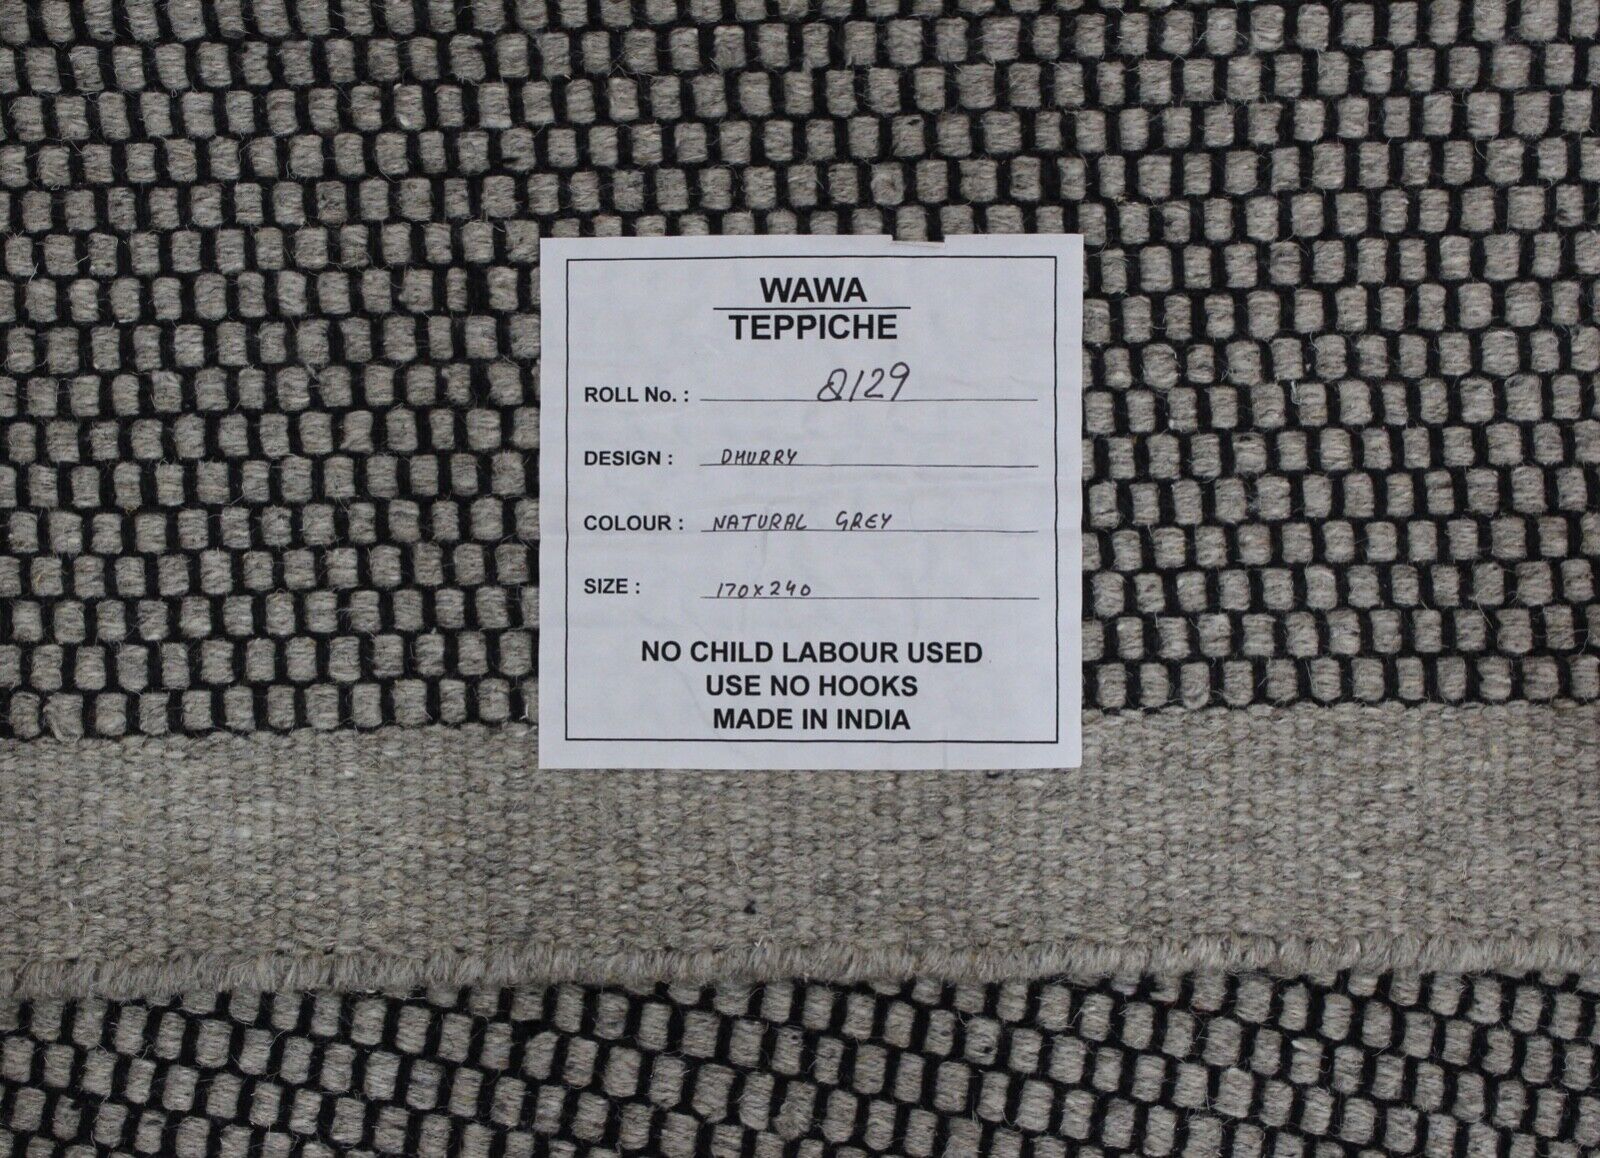 WAWA
TEPPICHE
ROLL No. : Q129
DESIGN : DHURRY
COLOUR : NATURAL GREY
SIZE : 170x240
NO CHILD LABOUR USED
USE NO HOOKS
MADE IN INDIA